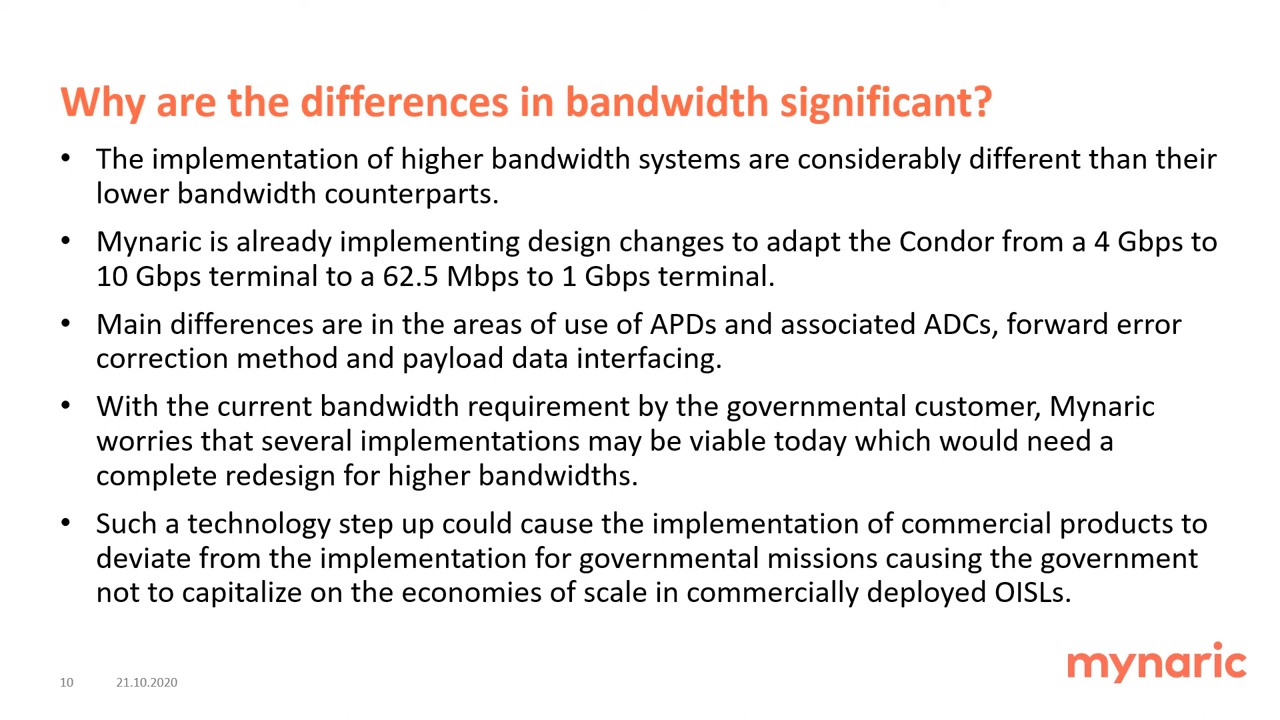 Why are the differences in bandwidth significant?
• The implementation of higher bandwidth systems are considerably different than their
lower bandwidth counterparts.
• Mynaric is already implementing design changes to adapt the Condor from a 4 Gbps to
10 Gbps terminal to a 62.5 Mbps to 1 Gbps terminal.
• Main differences are in the areas of use of APDs and associated ADCs, forward error
correction method and payload data interfacing.
• With the current bandwidth requirement by the governmental customer, Mynaric
worries that several implementations may be viable today which would need a
complete redesign for higher bandwidths.
• Such a technology step up could cause the implementation of commercial products to
deviate from the implementation for governmental missions causing the government
not to capitalize on the economies of scale in commercially deployed OISLs.
mynaric
10 21.10.2020